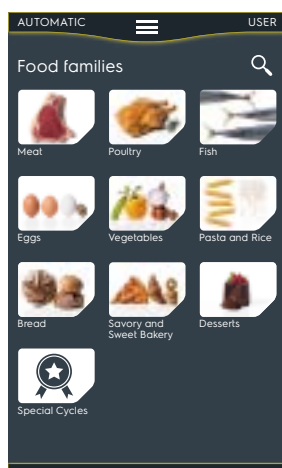 AUTOMATIC USER
Food families
Meat Poultry Fish
Eggs Vegetables Pasta and Rice
Bread Savory and Sweet Bakery Desserts
Special Cycles